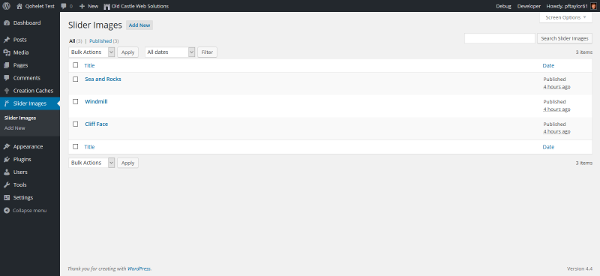 Qohelet Test 0 New Old Castle Web Solutions Debug Developer Howdy, pftaylor61
Screen Options
Dashboard
Posts
Media
Pages
Comments
Creation Caches
Slider Images
Slider Images
Add New
Appearance
Plugins
Users
Tools
Settings
Collapse menu
Slider Images Add New
All (3) | Published (3)
Search Slider Images
Bulk Actions Apply All dates Filter
3 items
Title Date
Sea and Rocks Published
4 hours ago
Windmill Published
4 hours ago
Cliff Face Published
4 hours ago
Title Date
Bulk Actions Apply
3 items
Thank you for creating with WordPress.
Version 4.4